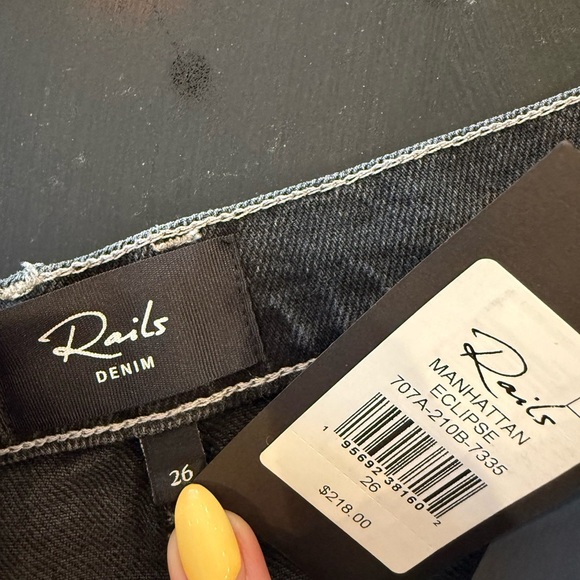 Rails
DENIM
26
Rails
MANHATTAN
ECLIPSE
707A-210B-7335
1 95692 38160 2
26
$218.00